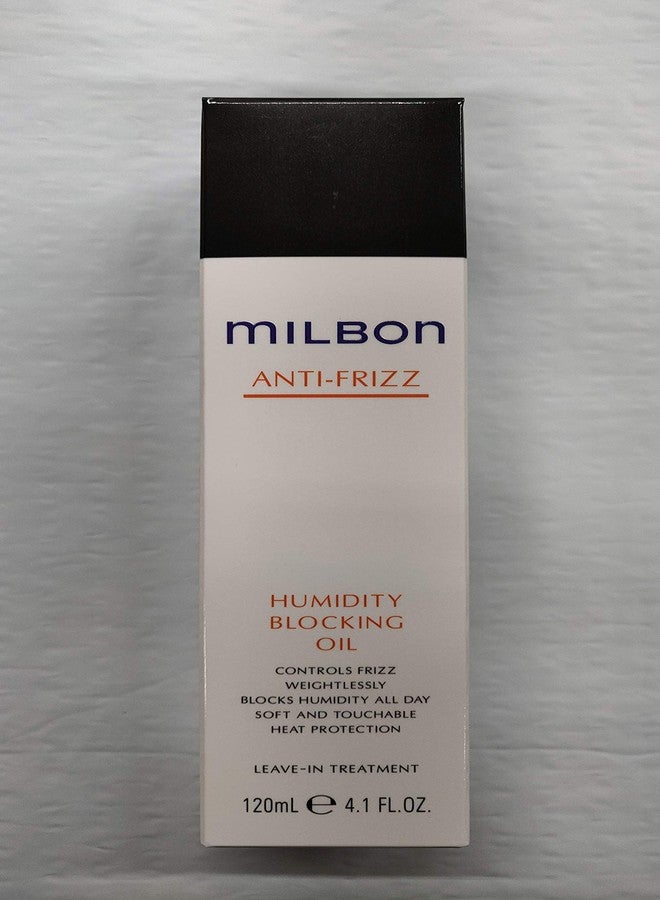 MILBON
ANTI-FRIZZ
HUMIDITY
BLOCKING
OIL
CONTROLS FRIZZ
WEIGHTLESSLY
BLOCKS HUMIDITY ALL DAY
SOFT AND TOUCHABLE
HEAT PROTECTION
LEAVE-IN TREATMENT
120mL ℮ 4.1 FL.OZ.